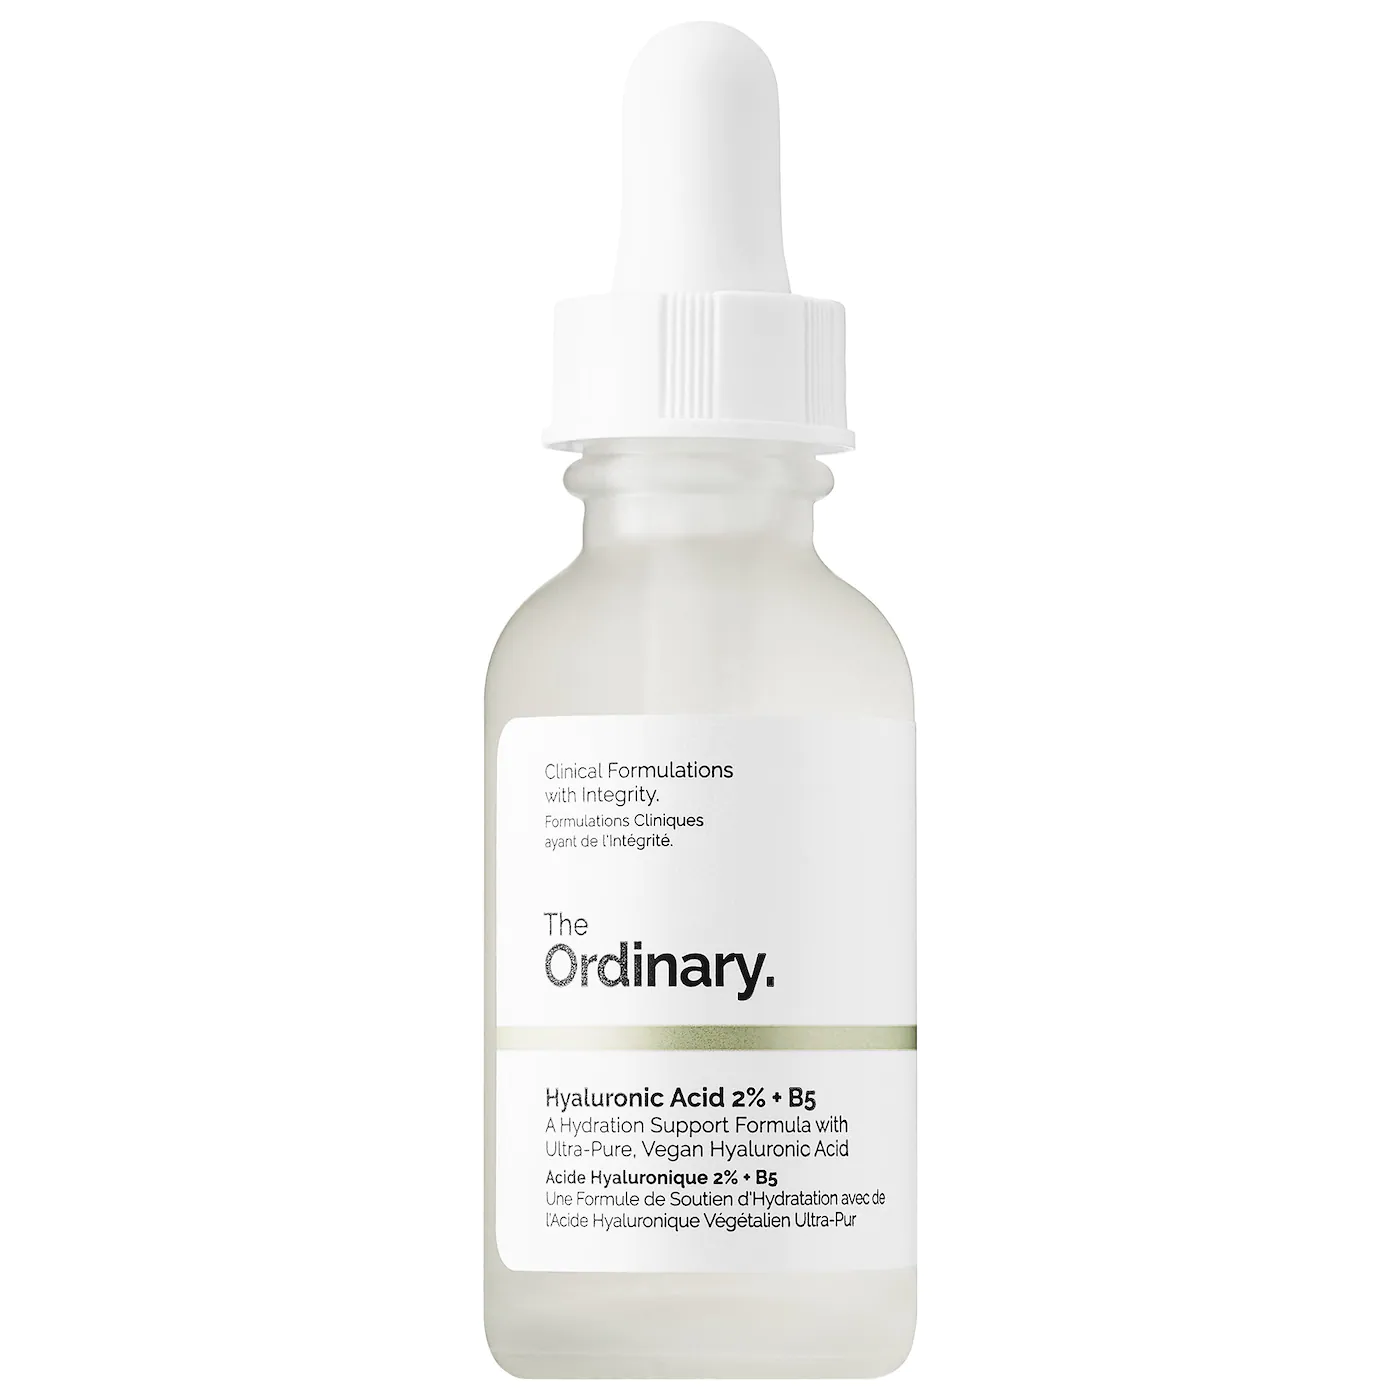 Clinical Formulations
with Integrity.
Formulations Cliniques
ayant de l'Intégrité.
The
Ordinary.
Hyaluronic Acid 2% + B5
A Hydration Support Formula with
Ultra-Pure, Vegan Hyaluronic Acid
Acide Hyaluronique 2% + B5
Une Formule de Soutien d'Hydratation avec de
l'Acide Hyaluronique Végétalien Ultra-Pur